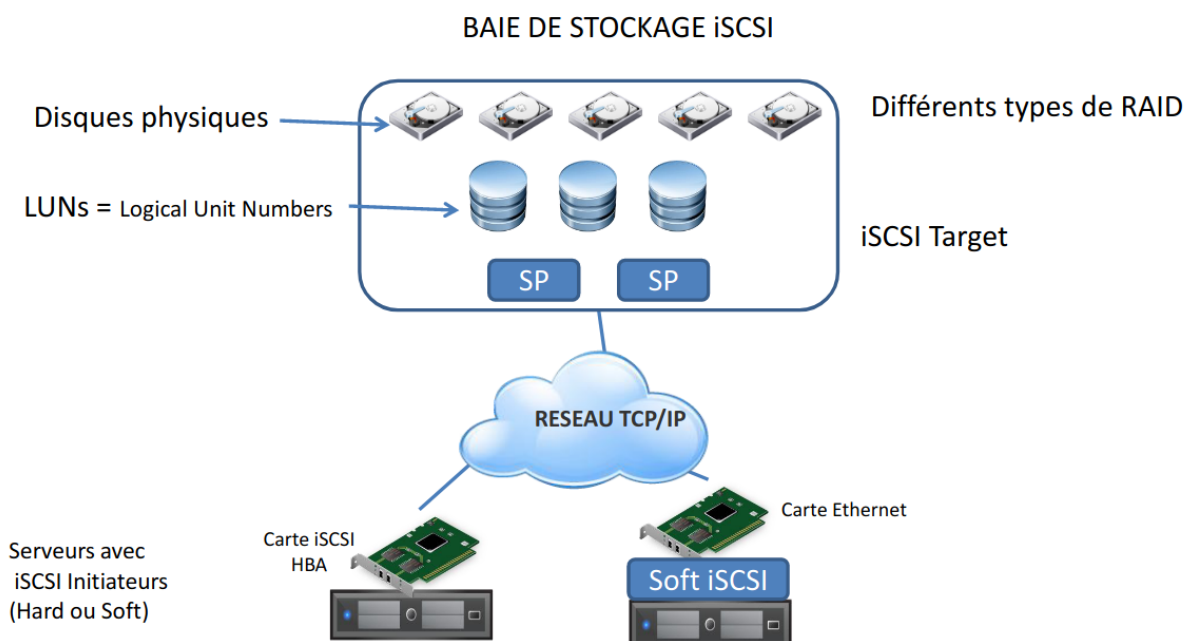 BAIE DE STOCKAGE iSCSI
Disques physiques
Différents types de RAID
LUNs = Logical Unit Numbers
iSCSI Target
SP
SP
RESEAU TCP/IP
Carte iSCSI
HBA
Carte Ethernet
Serveurs avec
iSCSI Initiateurs
(Hard ou Soft)
Soft iSCSI